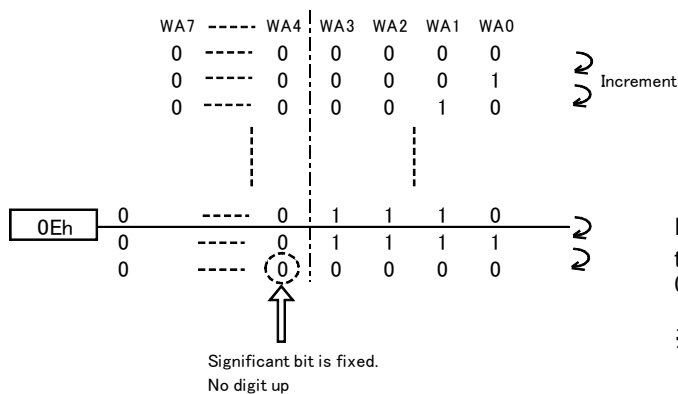 WA7 ----- WA4 WA3 WA2 WA1 WA0
0 ----- 0 0 0 0 0
0 ----- 0 0 0 0 1
Increment
0 ----- 0 0 0 1 0
0 ----- 0 1 1 1 0
0Eh
0 ----- 0 1 1 1 1
0 ----- 0 0 0 0 0
Significant bit is fixed.
No digit up